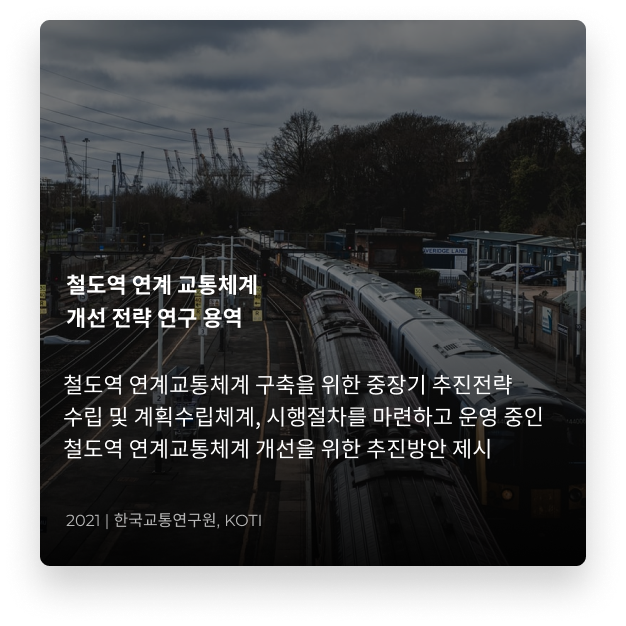 철도역 연계 교통체계
개선 전략 연구 용역
철도역 연계교통체계 구축을 위한 중장기 추진전략
수립 및 계획수립체계, 시행절차를 마련하고 운영 중인
철도역 연계교통체계 개선을 위한 추진방안 제시
2021 | 한국교통연구원, KOTI